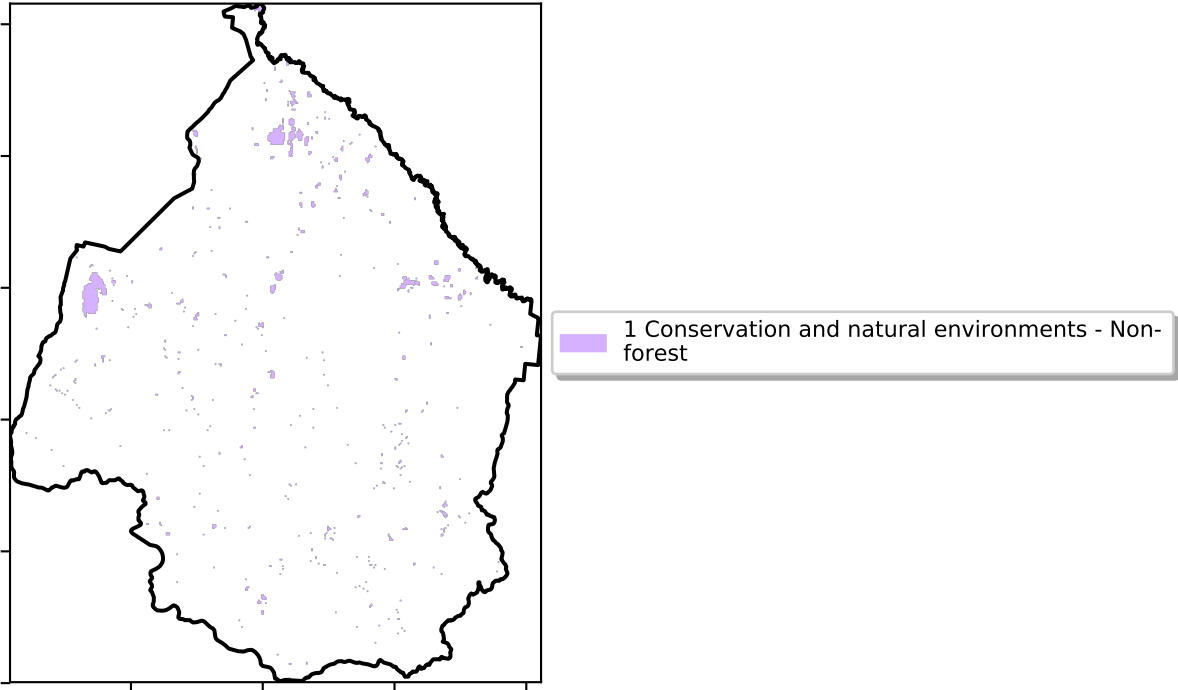 1 Conservation and natural environments - Non-
forest